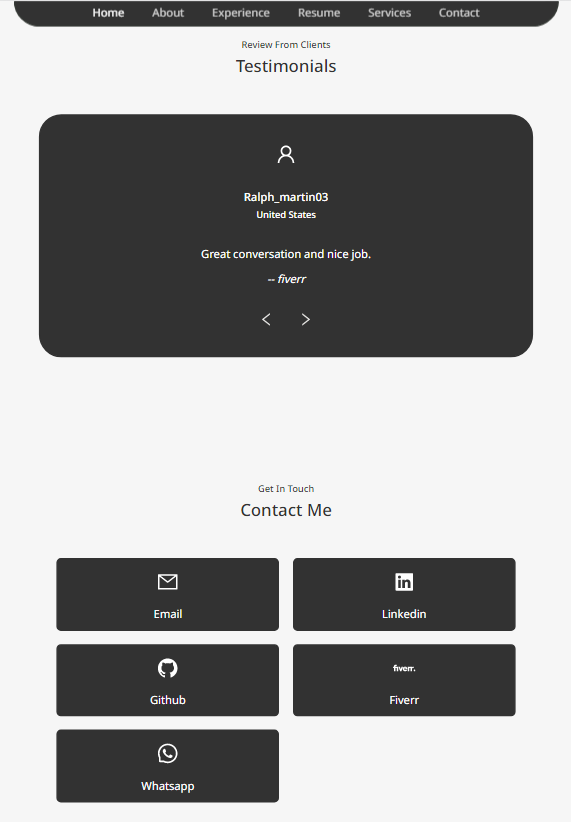 Home About Experience Resume Services Contact
Review From Clients
Testimonials
Ralph_martin03
United States
Great conversation and nice job.
-- fiverr
Get In Touch
Contact Me
Email
in
Linkedin
Github
fiverr.
Fiverr
Whatsapp